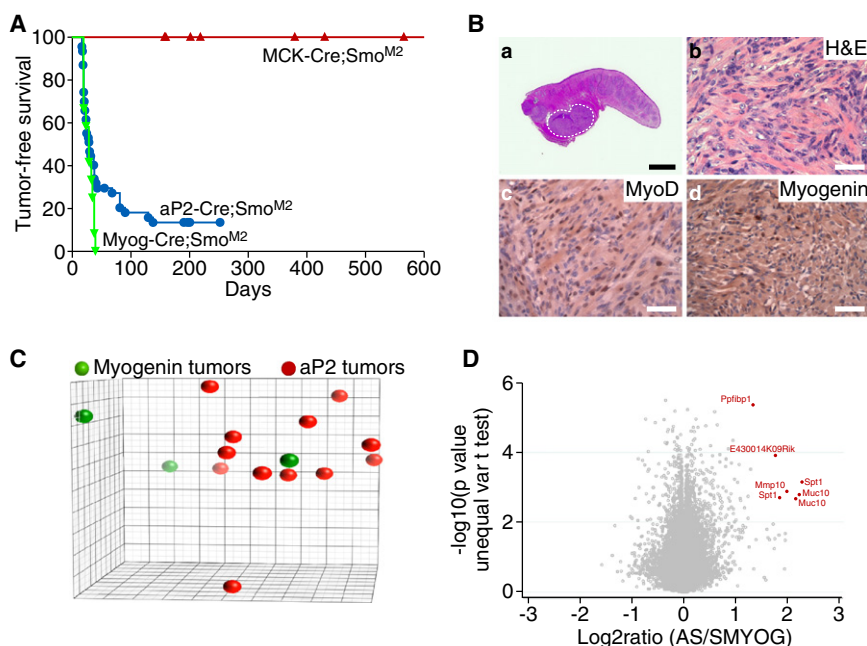 A
Tumor-free survival
100
80
60
40
20
0
MCK-Cre;SmoM2
aP2-Cre;SmoM2
Myog-Cre;SmoM2
0 100 200 300 400 500 600
Days
B
a
b
H&E
c
MyoD
d
Myogenin
C
Myogenin tumors aP2 tumors
D
-log10(p value
unequal var t test)
6
4
2
0
Ppfibp1
E430014K09Rik
Spt1
Mmp10
Muc10
Spt1
Muc10
-3 -2 -1 0 1 2 3
Log2ratio (AS/SMYOG)